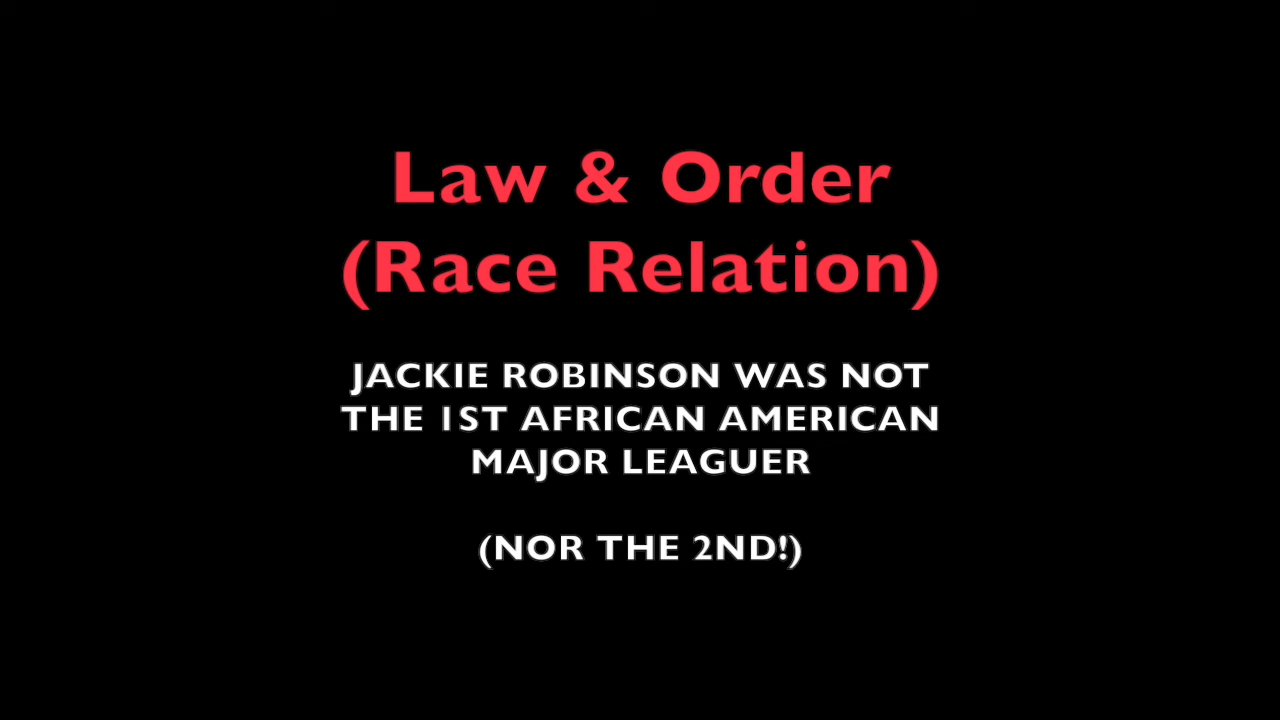 Law & Order
(Race Relation)
JACKIE ROBINSON WAS NOT
THE 1ST AFRICAN AMERICAN
MAJOR LEAGUER
(NOR THE 2ND!)